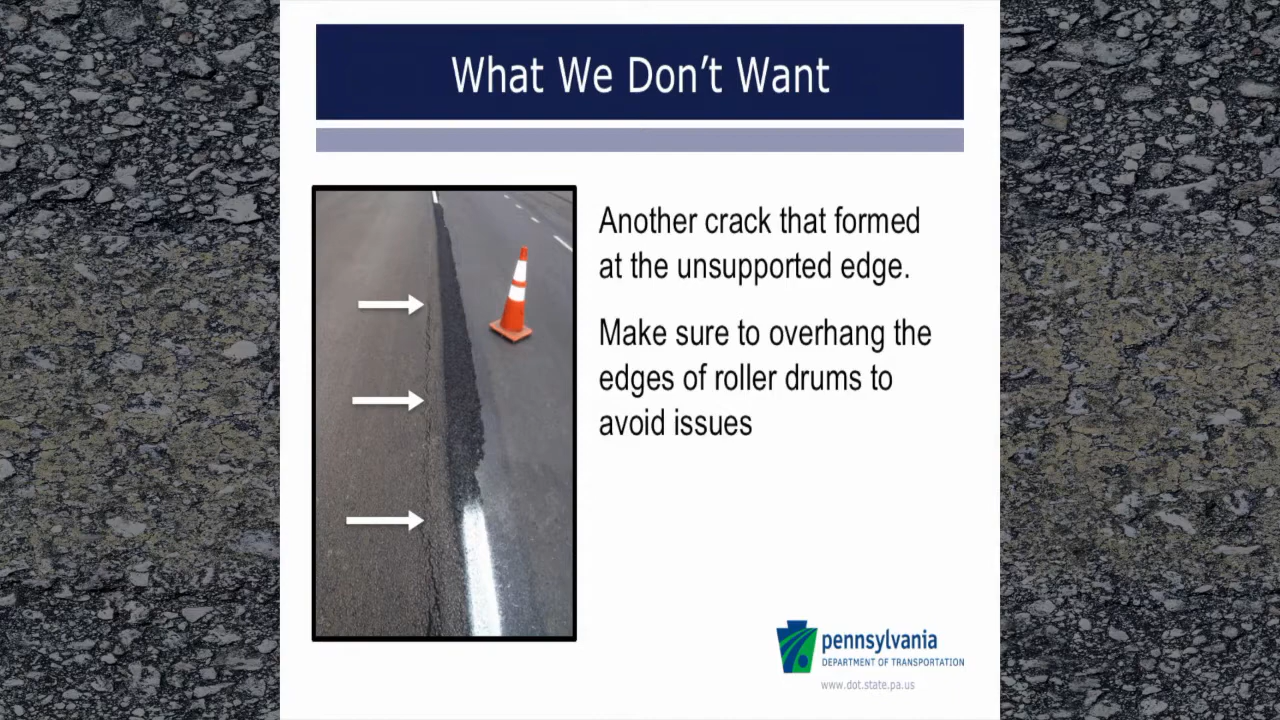 What We Don't Want
Another crack that formed
at the unsupported edge.
Make sure to overhang the
edges of roller drums to
avoid issues
pennsylvania
DEPARTMENT OF TRANSPORTATION
www.dot.state.pa.us